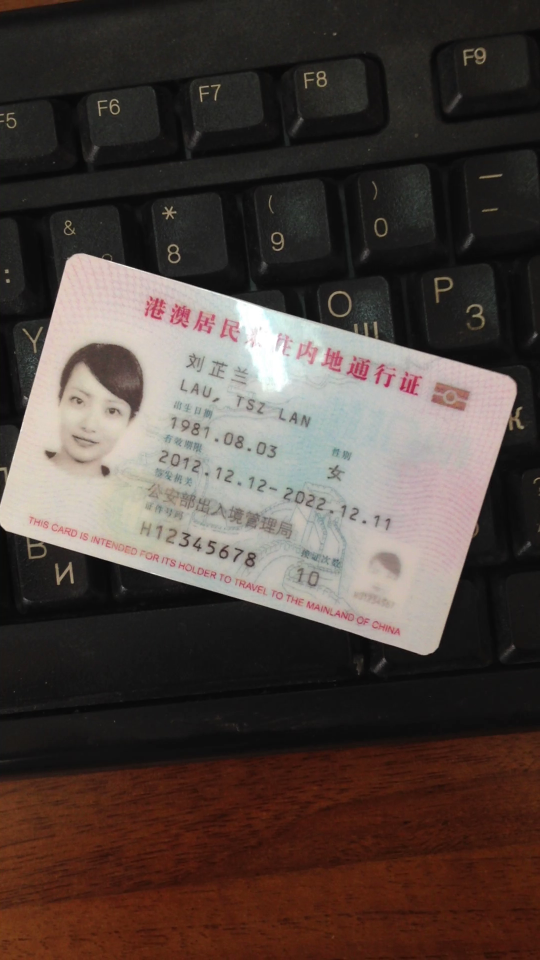 F5
F6
F7
F8
F9
&
*
8
(
9
)
0
:
Y
O
P
З
港澳居民来往内地通行证
刘芷兰
LAU, TSZ LAN
出生日期
1981.08.03
性别
女
有效期限
2012.12.12-2022.12.11
签发机关
公安部出入境管理局
证件号码
H12345678
换证次数
10
THIS CARD IS INTENDED FOR ITS HOLDER TO TRAVEL TO THE MAINLAND OF CHINA
B
И